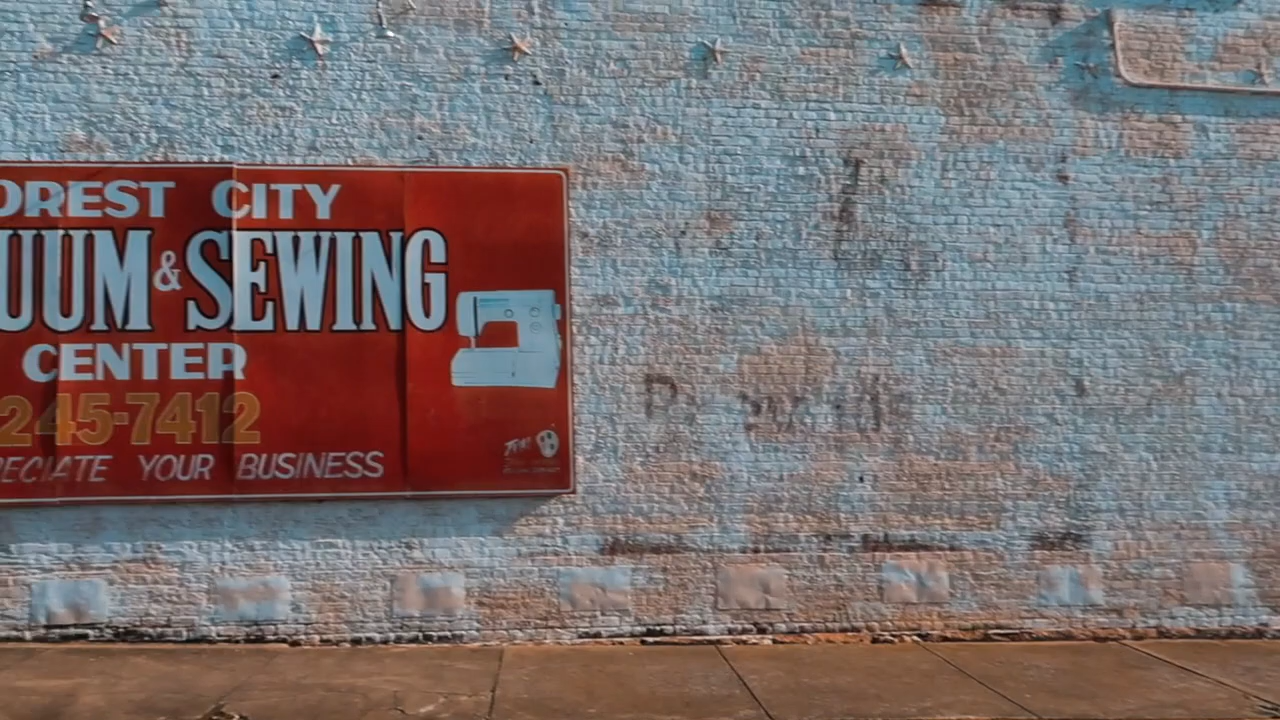 OREST CITY
UUM & SEWING
CENTER
245-7412
RECIATE YOUR BUSINESS